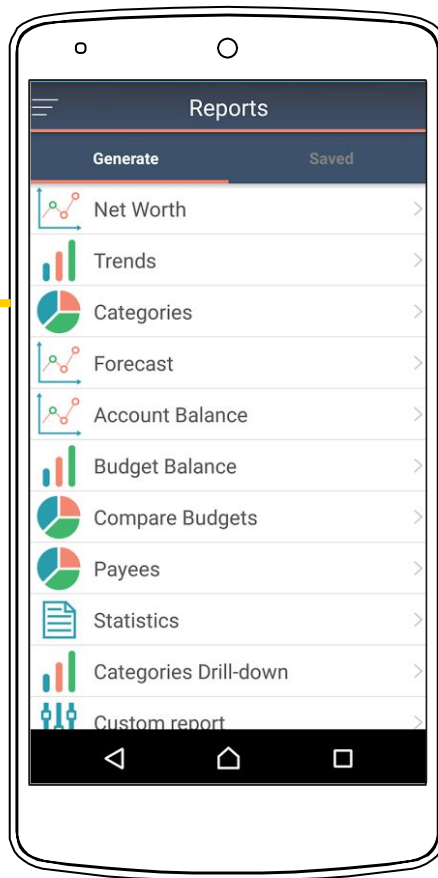 Reports
Generate Saved
Net Worth
Trends
Categories
Forecast
Account Balance
Budget Balance
Compare Budgets
Payees
Statistics
Categories Drill-down
Custom report